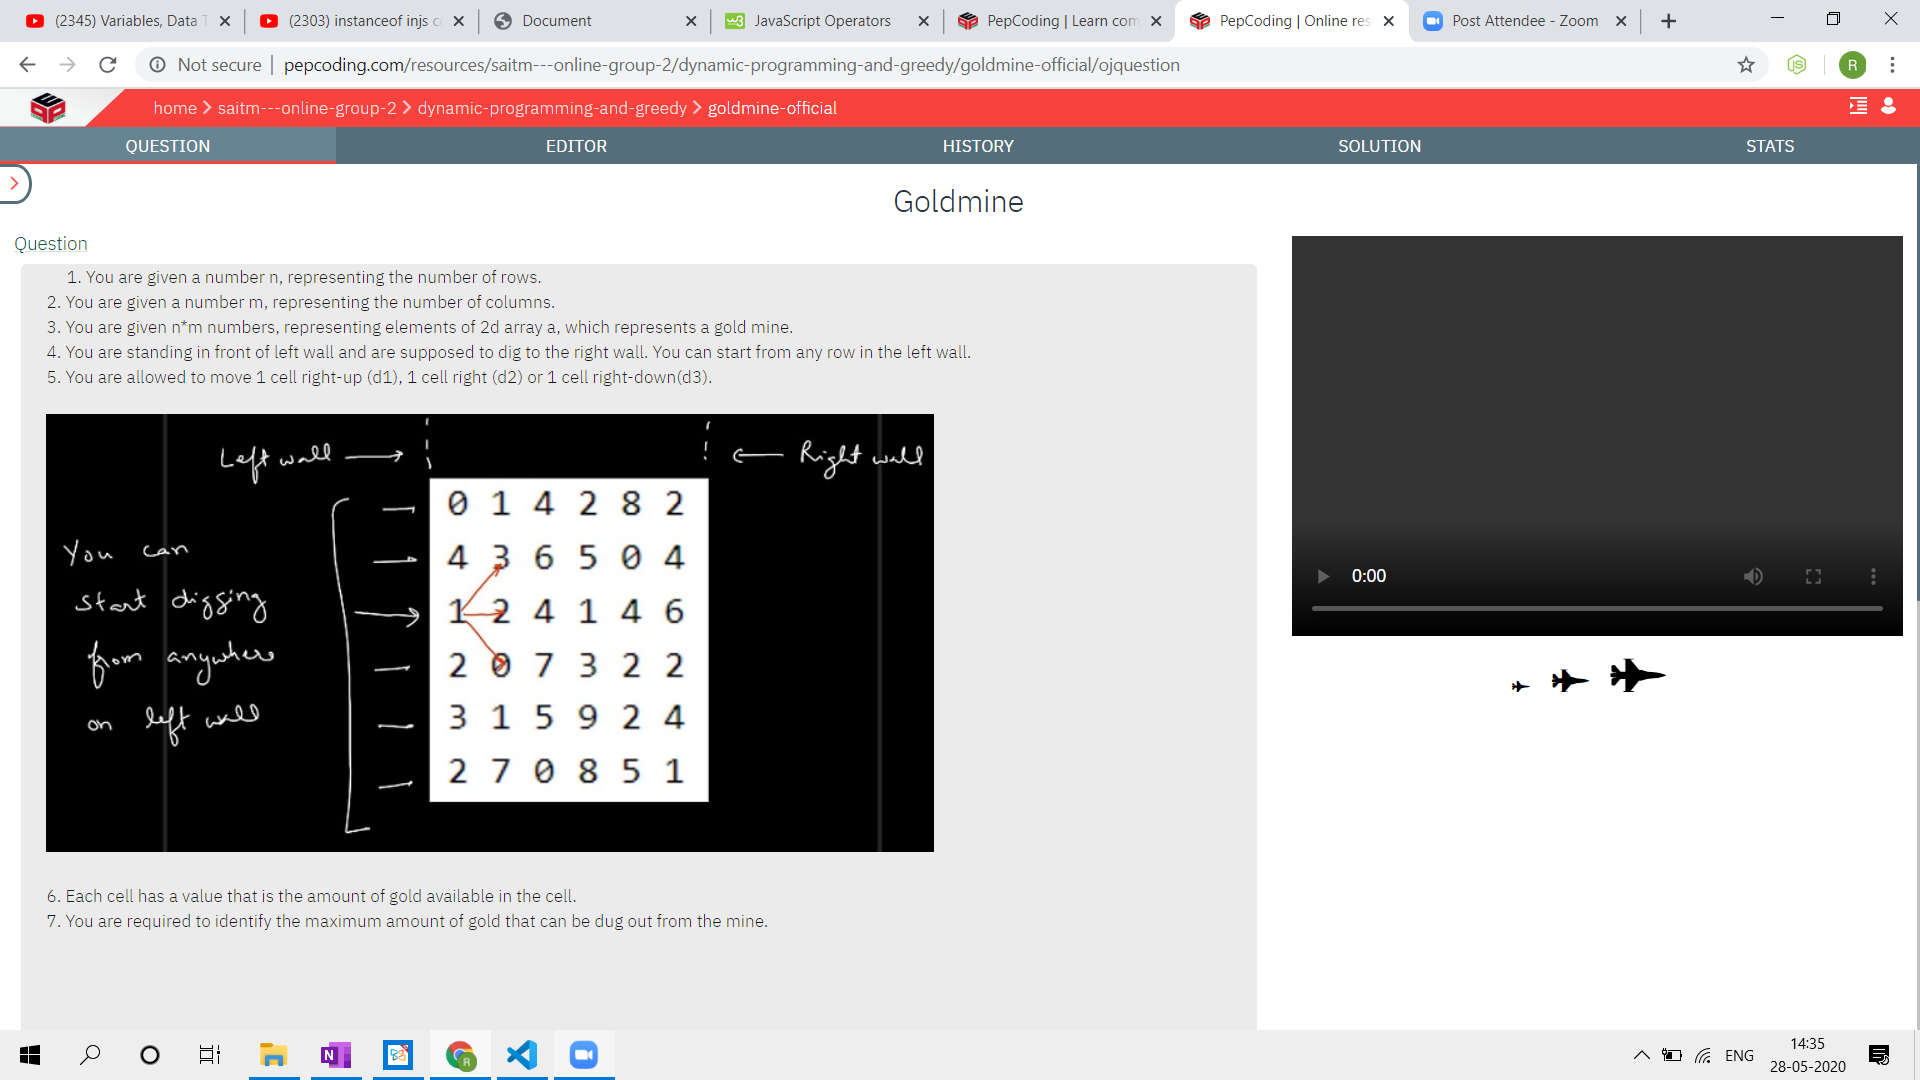 (2345) Variables, Data T
(2303) instanceof injs c
Document
JavaScript Operators
PepCoding | Learn com
PepCoding | Online res
Post Attendee - Zoom
Not secure | pepcoding.com/resources/saitm---online-group-2/dynamic-programming-and-greedy/goldmine-official/ojquestion
R
home > saitm---online-group-2 > dynamic-programming-and-greedy > goldmine-official
QUESTION EDITOR HISTORY SOLUTION STATS
Goldmine
Question
1. You are given a number n, representing the number of rows.
2. You are given a number m, representing the number of columns.
3. You are given n*m numbers, representing elements of 2d array a, which represents a gold mine.
4. You are standing in front of left wall and are supposed to dig to the right wall. You can start from any row in the left wall.
5. You are allowed to move 1 cell right-up (d1), 1 cell right (d2) or 1 cell right-down(d3).
Left wall
Right wall
You can
start digging
from anywhere
on left wall
0 1 4 2 8 2
4 3 6 5 0 4
1 2 4 1 4 6
2 0 7 3 2 2
3 1 5 9 2 4
2 7 0 8 5 1
6. Each cell has a value that is the amount of gold available in the cell.
7. You are required to identify the maximum amount of gold that can be dug out from the mine.
0:00
ENG
14:35
28-05-2020